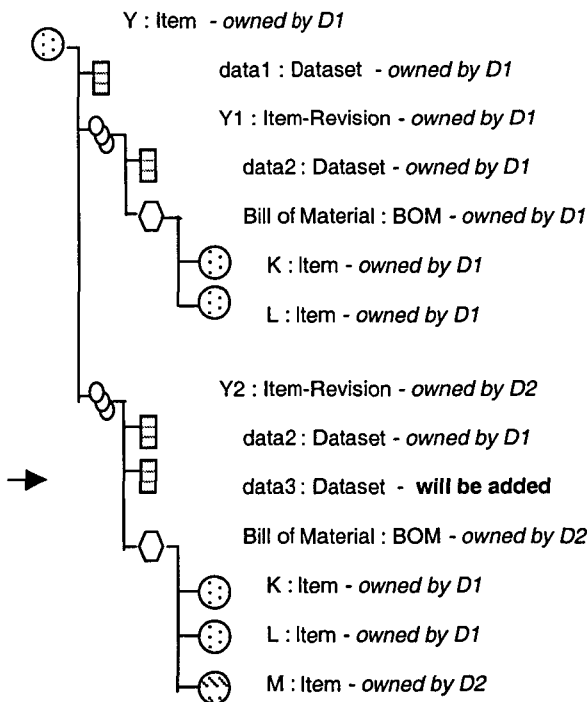 Y : Item - owned by D1
data1 : Dataset - owned by D1
Y1 : Item-Revision - owned by D1
data2 : Dataset - owned by D1
Bill of Material : BOM - owned by D1
K : Item - owned by D1
L : Item - owned by D1
Y2 : Item-Revision - owned by D2
data2 : Dataset - owned by D1
data3 : Dataset - will be added
Bill of Material : BOM - owned by D2
K : Item - owned by D1
L : Item - owned by D1
M : Item - owned by D2